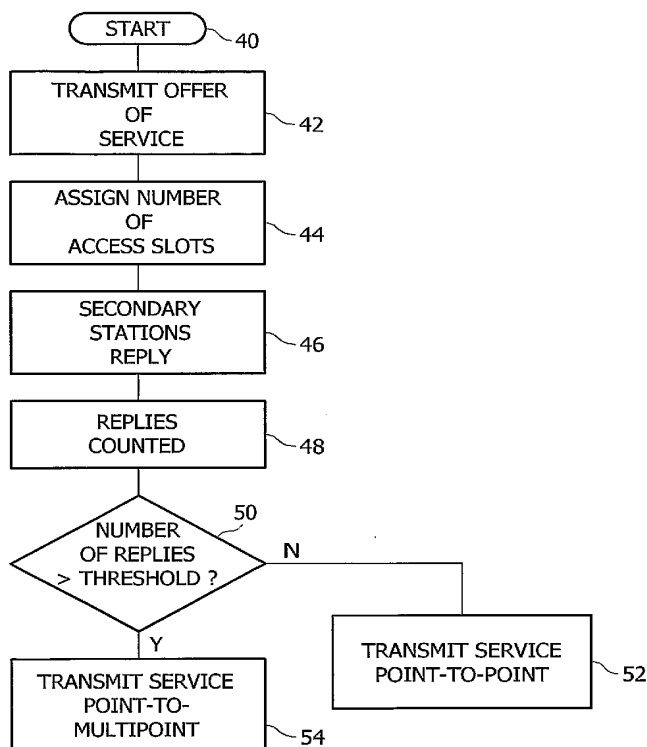 START
40
TRANSMIT OFFER
OF
SERVICE
42
ASSIGN NUMBER
OF
ACCESS SLOTS
44
SECONDARY
STATIONS
REPLY
46
REPLIES
COUNTED
48
50
NUMBER
OF REPLIES
> THRESHOLD ?
N
Y
TRANSMIT SERVICE
POINT-TO-POINT
52
TRANSMIT SERVICE
POINT-TO-
MULTIPOINT
54